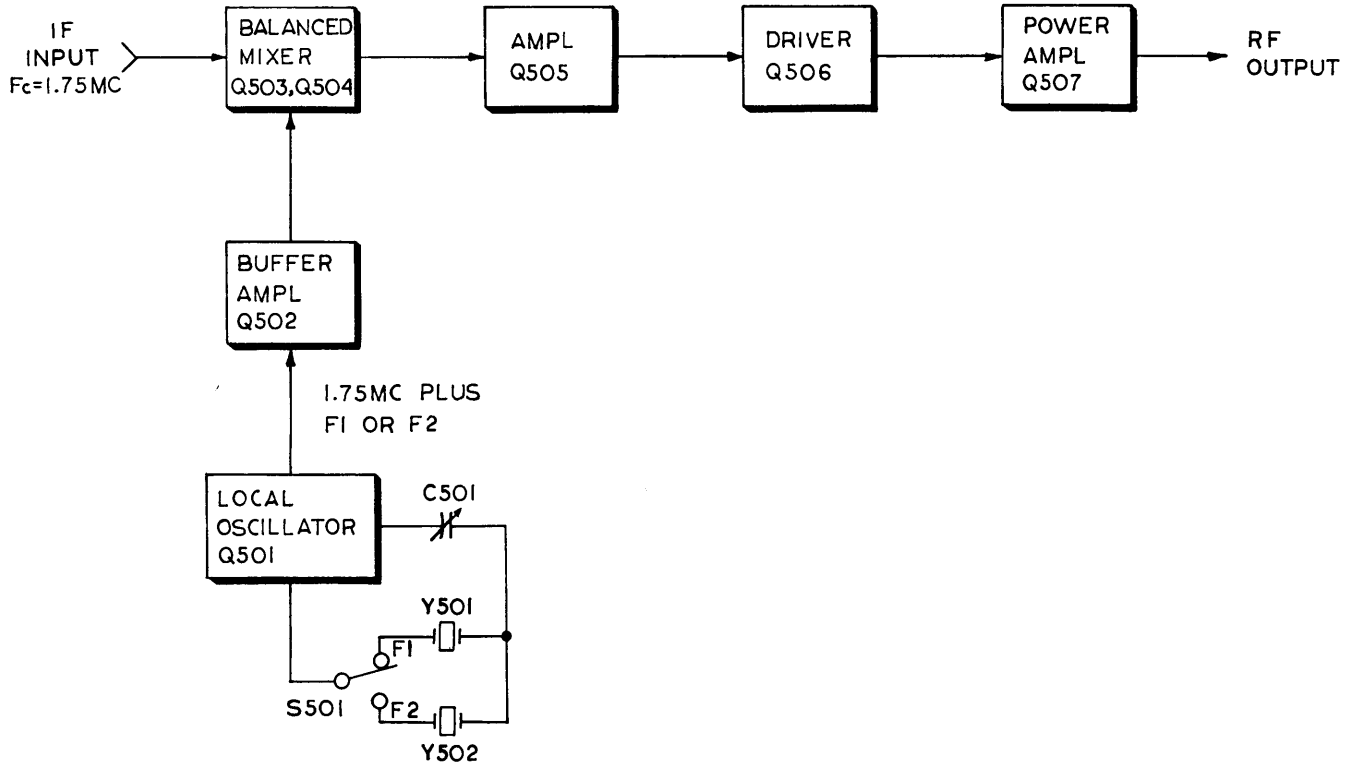 IF
INPUT
Fc=1.75MC
BALANCED
MIXER
Q503,Q504
AMPL
Q505
DRIVER
Q506
POWER
AMPL
Q507
RF
OUTPUT
BUFFER
AMPL
Q502
1.75MC PLUS
F1 OR F2
LOCAL
OSCILLATOR
Q501
C501
Y501
F1
S501
F2
Y502